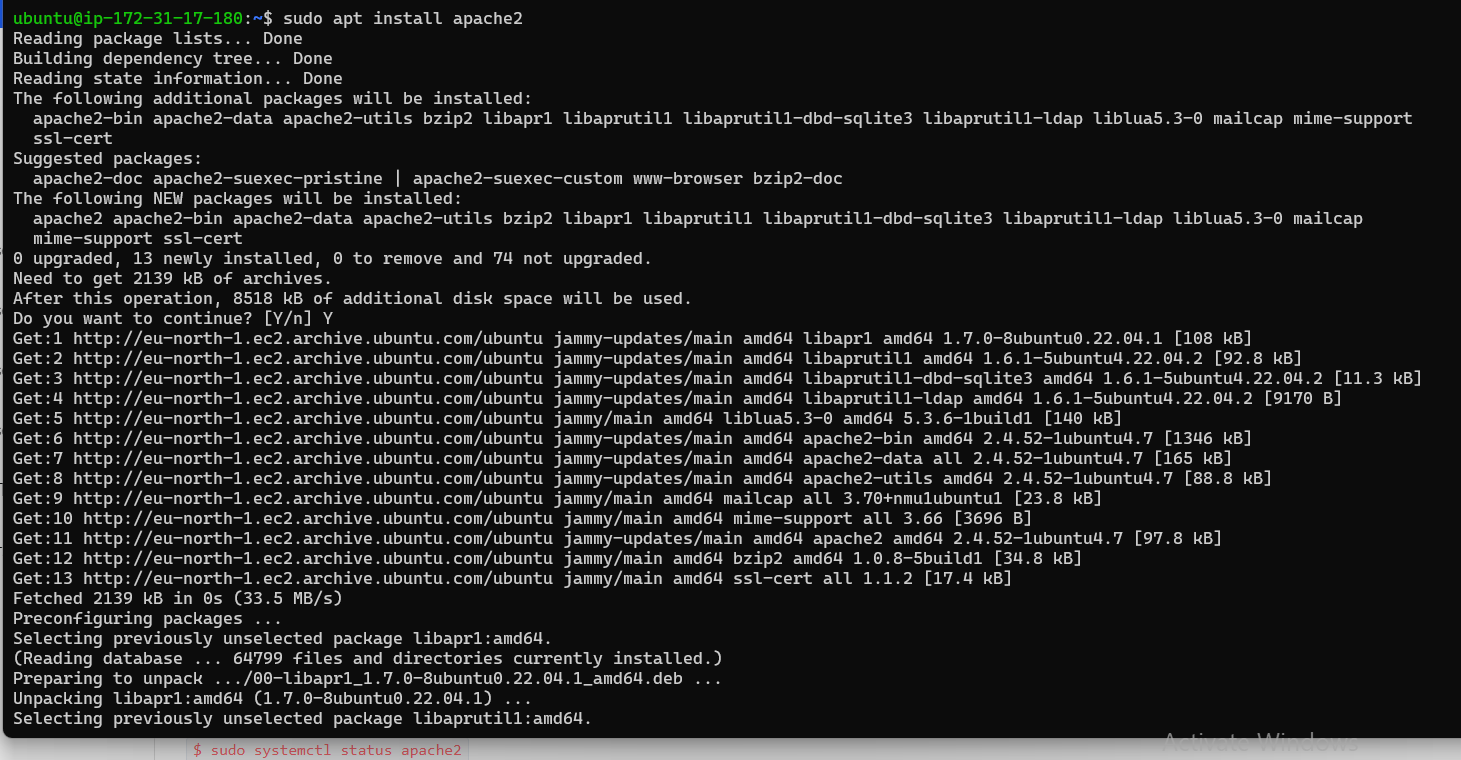 ubuntu@ip-172-31-17-180:~$ sudo apt install apache2
Reading package lists... Done
Building dependency tree... Done
Reading state information... Done
The following additional packages will be installed:
  apache2-bin apache2-data apache2-utils bzip2 libapr1 libaprutil1 libaprutil1-dbd-sqlite3 libaprutil1-ldap liblua5.3-0 mailcap mime-support
  ssl-cert
Suggested packages:
  apache2-doc apache2-suexec-pristine | apache2-suexec-custom www-browser bzip2-doc
The following NEW packages will be installed:
  apache2 apache2-bin apache2-data apache2-utils bzip2 libapr1 libaprutil1 libaprutil1-dbd-sqlite3 libaprutil1-ldap liblua5.3-0 mailcap
  mime-support ssl-cert
0 upgraded, 13 newly installed, 0 to remove and 74 not upgraded.
Need to get 2139 kB of archives.
After this operation, 8518 kB of additional disk space will be used.
Do you want to continue? [Y/n] Y
Get:1 http://eu-north-1.ec2.archive.ubuntu.com/ubuntu jammy-updates/main amd64 libapr1 amd64 1.7.0-8ubuntu0.22.04.1 [108 kB]
Get:2 http://eu-north-1.ec2.archive.ubuntu.com/ubuntu jammy-updates/main amd64 libaprutil1 amd64 1.6.1-5ubuntu4.22.04.2 [92.8 kB]
Get:3 http://eu-north-1.ec2.archive.ubuntu.com/ubuntu jammy-updates/main amd64 libaprutil1-dbd-sqlite3 amd64 1.6.1-5ubuntu4.22.04.2 [11.3 kB]
Get:4 http://eu-north-1.ec2.archive.ubuntu.com/ubuntu jammy-updates/main amd64 libaprutil1-ldap amd64 1.6.1-5ubuntu4.22.04.2 [9170 B]
Get:5 http://eu-north-1.ec2.archive.ubuntu.com/ubuntu jammy/main amd64 liblua5.3-0 amd64 5.3.6-1build1 [140 kB]
Get:6 http://eu-north-1.ec2.archive.ubuntu.com/ubuntu jammy-updates/main amd64 apache2-bin amd64 2.4.52-1ubuntu4.7 [1346 kB]
Get:7 http://eu-north-1.ec2.archive.ubuntu.com/ubuntu jammy-updates/main amd64 apache2-data all 2.4.52-1ubuntu4.7 [165 kB]
Get:8 http://eu-north-1.ec2.archive.ubuntu.com/ubuntu jammy-updates/main amd64 apache2-utils amd64 2.4.52-1ubuntu4.7 [88.8 kB]
Get:9 http://eu-north-1.ec2.archive.ubuntu.com/ubuntu jammy/main amd64 mailcap all 3.70+nmu1ubuntu1 [23.8 kB]
Get:10 http://eu-north-1.ec2.archive.ubuntu.com/ubuntu jammy/main amd64 mime-support all 3.66 [3696 B]
Get:11 http://eu-north-1.ec2.archive.ubuntu.com/ubuntu jammy-updates/main amd64 apache2 amd64 2.4.52-1ubuntu4.7 [97.8 kB]
Get:12 http://eu-north-1.ec2.archive.ubuntu.com/ubuntu jammy/main amd64 bzip2 amd64 1.0.8-5build1 [34.8 kB]
Get:13 http://eu-north-1.ec2.archive.ubuntu.com/ubuntu jammy/main amd64 ssl-cert all 1.1.2 [17.4 kB]
Fetched 2139 kB in 0s (33.5 MB/s)
Preconfiguring packages ...
Selecting previously unselected package libapr1:amd64.
(Reading database ... 64799 files and directories currently installed.)
Preparing to unpack .../00-libapr1_1.7.0-8ubuntu0.22.04.1_amd64.deb ...
Unpacking libapr1:amd64 (1.7.0-8ubuntu0.22.04.1) ...
Selecting previously unselected package libaprutil1:amd64.
$ sudo systemctl status apache2
Activate Windows